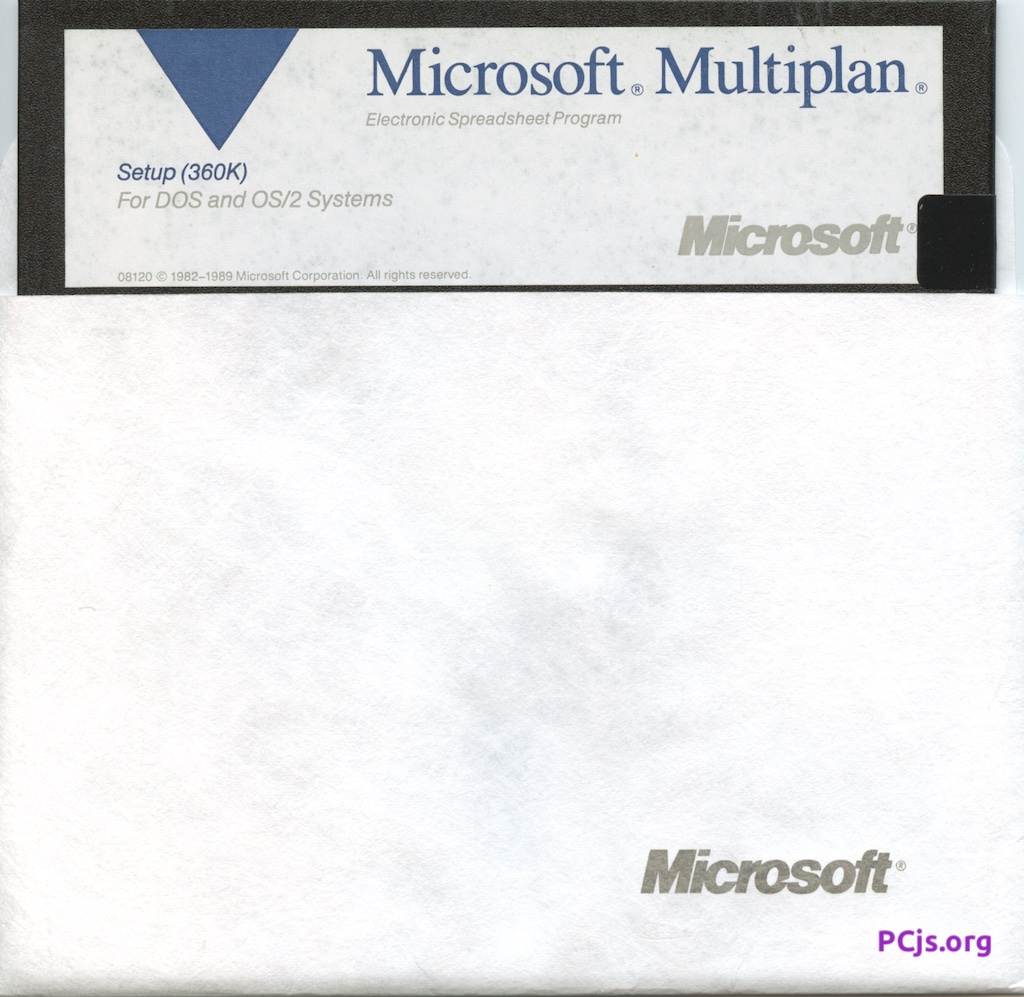 Microsoft® Multiplan®
Electronic Spreadsheet Program
Setup (360K)
For DOS and OS/2 Systems
Microsoft®
08120 © 1982–1989 Microsoft Corporation. All rights reserved.
Microsoft®
PCjs.org